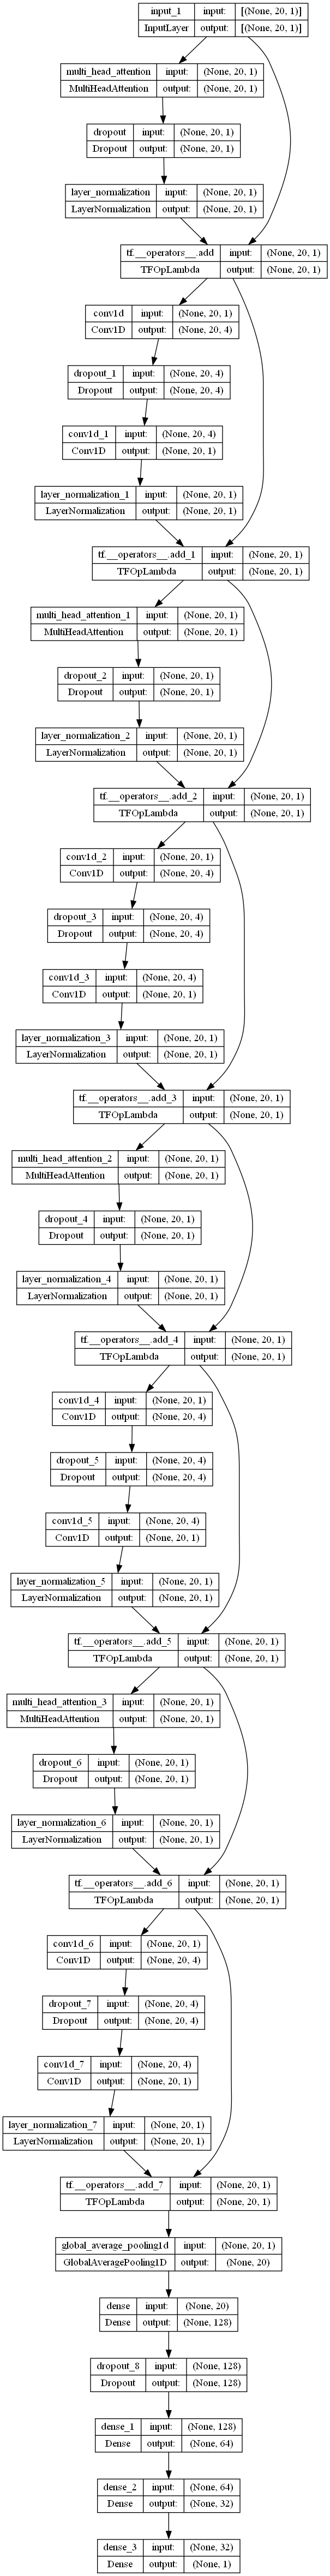 input_1 input: [(None, 20, 1)]
InputLayer output: [(None, 20, 1)]
multi_head_attention input: (None, 20, 1)
MultiHeadAttention output: (None, 20, 1)
dropout input: (None, 20, 1)
Dropout output: (None, 20, 1)
layer_normalization input: (None, 20, 1)
LayerNormalization output: (None, 20, 1)
tf.__operators__.add input: (None, 20, 1)
TFOpLambda output: (None, 20, 1)
conv1d input: (None, 20, 1)
Conv1D output: (None, 20, 4)
dropout_1 input: (None, 20, 4)
Dropout output: (None, 20, 4)
conv1d_1 input: (None, 20, 4)
Conv1D output: (None, 20, 1)
layer_normalization_1 input: (None, 20, 1)
LayerNormalization output: (None, 20, 1)
tf.__operators__.add_1 input: (None, 20, 1)
TFOpLambda output: (None, 20, 1)
multi_head_attention_1 input: (None, 20, 1)
MultiHeadAttention output: (None, 20, 1)
dropout_2 input: (None, 20, 1)
Dropout output: (None, 20, 1)
layer_normalization_2 input: (None, 20, 1)
LayerNormalization output: (None, 20, 1)
tf.__operators__.add_2 input: (None, 20, 1)
TFOpLambda output: (None, 20, 1)
conv1d_2 input: (None, 20, 1)
Conv1D output: (None, 20, 4)
dropout_3 input: (None, 20, 4)
Dropout output: (None, 20, 4)
conv1d_3 input: (None, 20, 4)
Conv1D output: (None, 20, 1)
layer_normalization_3 input: (None, 20, 1)
LayerNormalization output: (None, 20, 1)
tf.__operators__.add_3 input: (None, 20, 1)
TFOpLambda output: (None, 20, 1)
multi_head_attention_2 input: (None, 20, 1)
MultiHeadAttention output: (None, 20, 1)
dropout_4 input: (None, 20, 1)
Dropout output: (None, 20, 1)
layer_normalization_4 input: (None, 20, 1)
LayerNormalization output: (None, 20, 1)
tf.__operators__.add_4 input: (None, 20, 1)
TFOpLambda output: (None, 20, 1)
conv1d_4 input: (None, 20, 1)
Conv1D output: (None, 20, 4)
dropout_5 input: (None, 20, 4)
Dropout output: (None, 20, 4)
conv1d_5 input: (None, 20, 4)
Conv1D output: (None, 20, 1)
layer_normalization_5 input: (None, 20, 1)
LayerNormalization output: (None, 20, 1)
tf.__operators__.add_5 input: (None, 20, 1)
TFOpLambda output: (None, 20, 1)
multi_head_attention_3 input: (None, 20, 1)
MultiHeadAttention output: (None, 20, 1)
dropout_6 input: (None, 20, 1)
Dropout output: (None, 20, 1)
layer_normalization_6 input: (None, 20, 1)
LayerNormalization output: (None, 20, 1)
tf.__operators__.add_6 input: (None, 20, 1)
TFOpLambda output: (None, 20, 1)
conv1d_6 input: (None, 20, 1)
Conv1D output: (None, 20, 4)
dropout_7 input: (None, 20, 4)
Dropout output: (None, 20, 4)
conv1d_7 input: (None, 20, 4)
Conv1D output: (None, 20, 1)
layer_normalization_7 input: (None, 20, 1)
LayerNormalization output: (None, 20, 1)
tf.__operators__.add_7 input: (None, 20, 1)
TFOpLambda output: (None, 20, 1)
global_average_pooling1d input: (None, 20, 1)
GlobalAveragePooling1D output: (None, 20)
dense input: (None, 20)
Dense output: (None, 128)
dropout_8 input: (None, 128)
Dropout output: (None, 128)
dense_1 input: (None, 128)
Dense output: (None, 64)
dense_2 input: (None, 64)
Dense output: (None, 32)
dense_3 input: (None, 32)
Dense output: (None, 1)